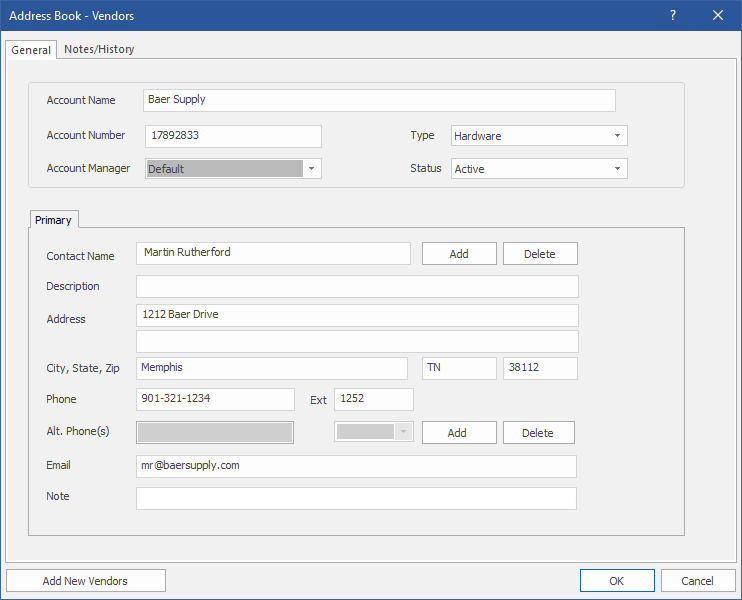 Address Book - Vendors ?
General Notes/History
Account Name Baer Supply
Account Number 17892833 Type Hardware
Account Manager Default Status Active
Primary
Contact Name Martin Rutherford Add Delete
Description
Address 1212 Baer Drive
City, State, Zip Memphis TN 38112
Phone 901-321-1234 Ext 1252
Alt. Phone(s) Add Delete
Email mr@baersupply.com
Note
Add New Vendors OK Cancel